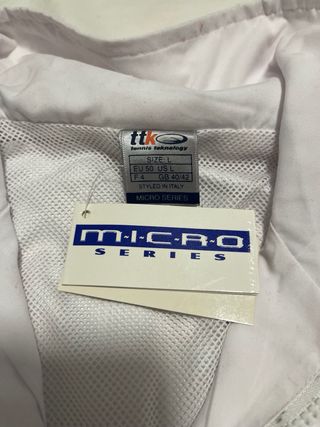 ttk
tennis teknology
SIZE: L
EU 50 US L
F 4 GB 40/42
STYLED IN ITALY
MICRO SERIES
M·I·C·R·O
SERIES